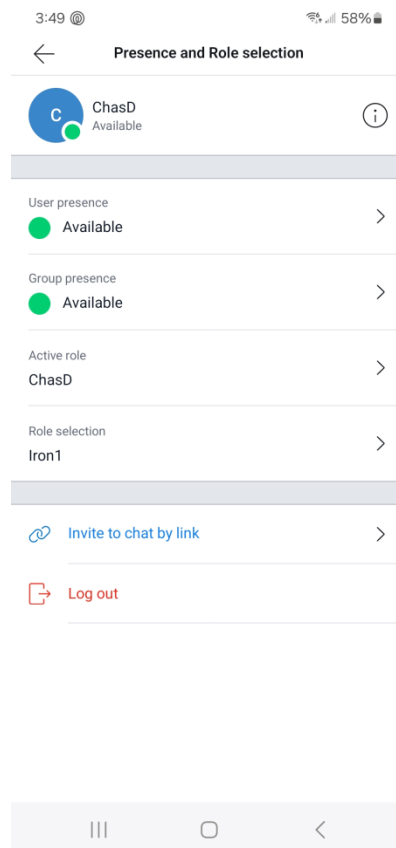 3:49
58%
Presence and Role selection
C
ChasD
Available
User presence
Available
Group presence
Available
Active role
ChasD
Role selection
Iron1
Invite to chat by link
Log out